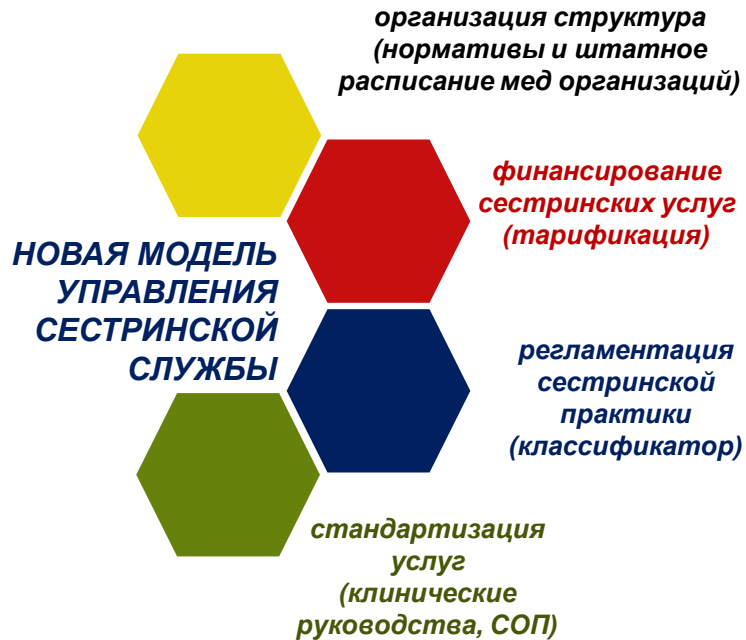 организация структура
(нормативы и штатное
расписание мед организаций)
финансирование
сестринских услуг
(тарификация)
НОВАЯ МОДЕЛЬ
УПРАВЛЕНИЯ
СЕСТРИНСКОЙ
СЛУЖБЫ
регламентация
сестринской
практики
(классификатор)
стандартизация
услуг
(клинические
руководства, СОП)